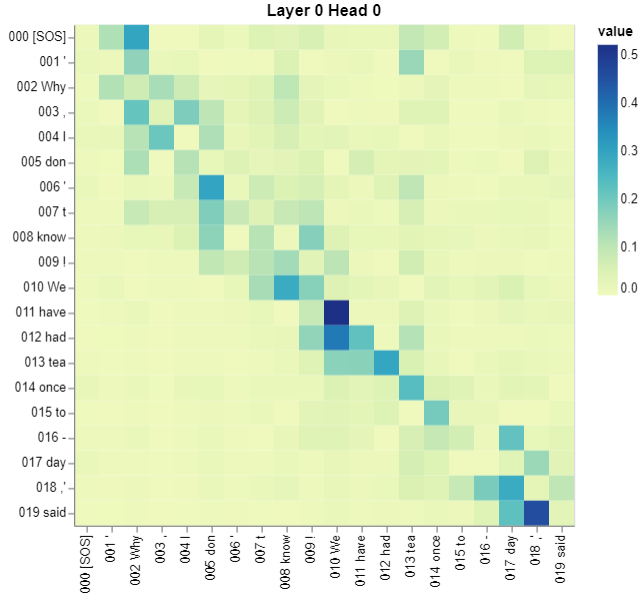 Layer 0 Head 0
value
0.5
0.4
0.3
0.2
0.1
0.0
000 [SOS]
001 '
002 Why
003 ,
004 I
005 don
006 '
007 t
008 know
009 !
010 We
011 have
012 had
013 tea
014 once
015 to
016 -
017 day
018 ,'
019 said
000 [SOS]
001 '
002 Why
003 ,
004 I
005 don
006 '
007 t
008 know
009 !
010 We
011 have
012 had
013 tea
014 once
015 to
016 -
017 day
018 ,'
019 said